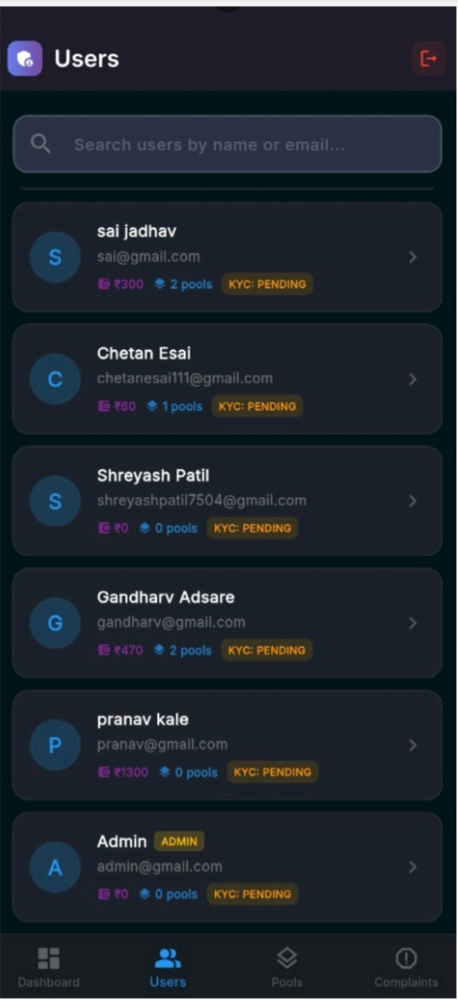 Users
Search users by name or email...
S
sai jadhav
sai@gmail.com
₹300 2 pools KYC: PENDING
C
Chetan Esai
chetanesai111@gmail.com
₹60 1 pools KYC: PENDING
S
Shreyash Patil
shreyashpatil7504@gmail.com
₹0 0 pools KYC: PENDING
G
Gandharv Adsare
gandharv@gmail.com
₹470 2 pools KYC: PENDING
P
pranav kale
pranav@gmail.com
₹1300 0 pools KYC: PENDING
A
Admin ADMIN
admin@gmail.com
₹0 0 pools KYC: PENDING
Dashboard Users Pools Complaints